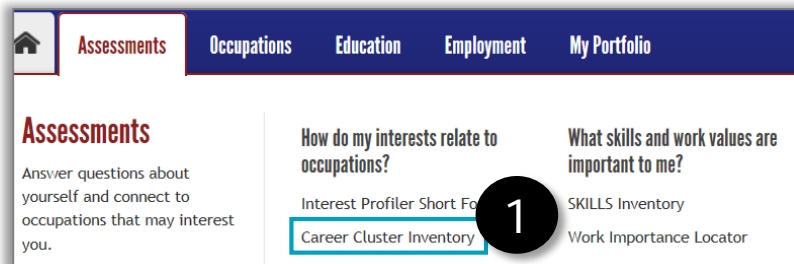 Assessments Occupations Education Employment My Portfolio
Assessments
Answer questions about
yourself and connect to
occupations that may interest
you.
How do my interests relate to
occupations?
Interest Profiler Short
Career Cluster Inventory
1
What skills and work values are
important to me?
SKILLS Inventory
Work Importance Locator